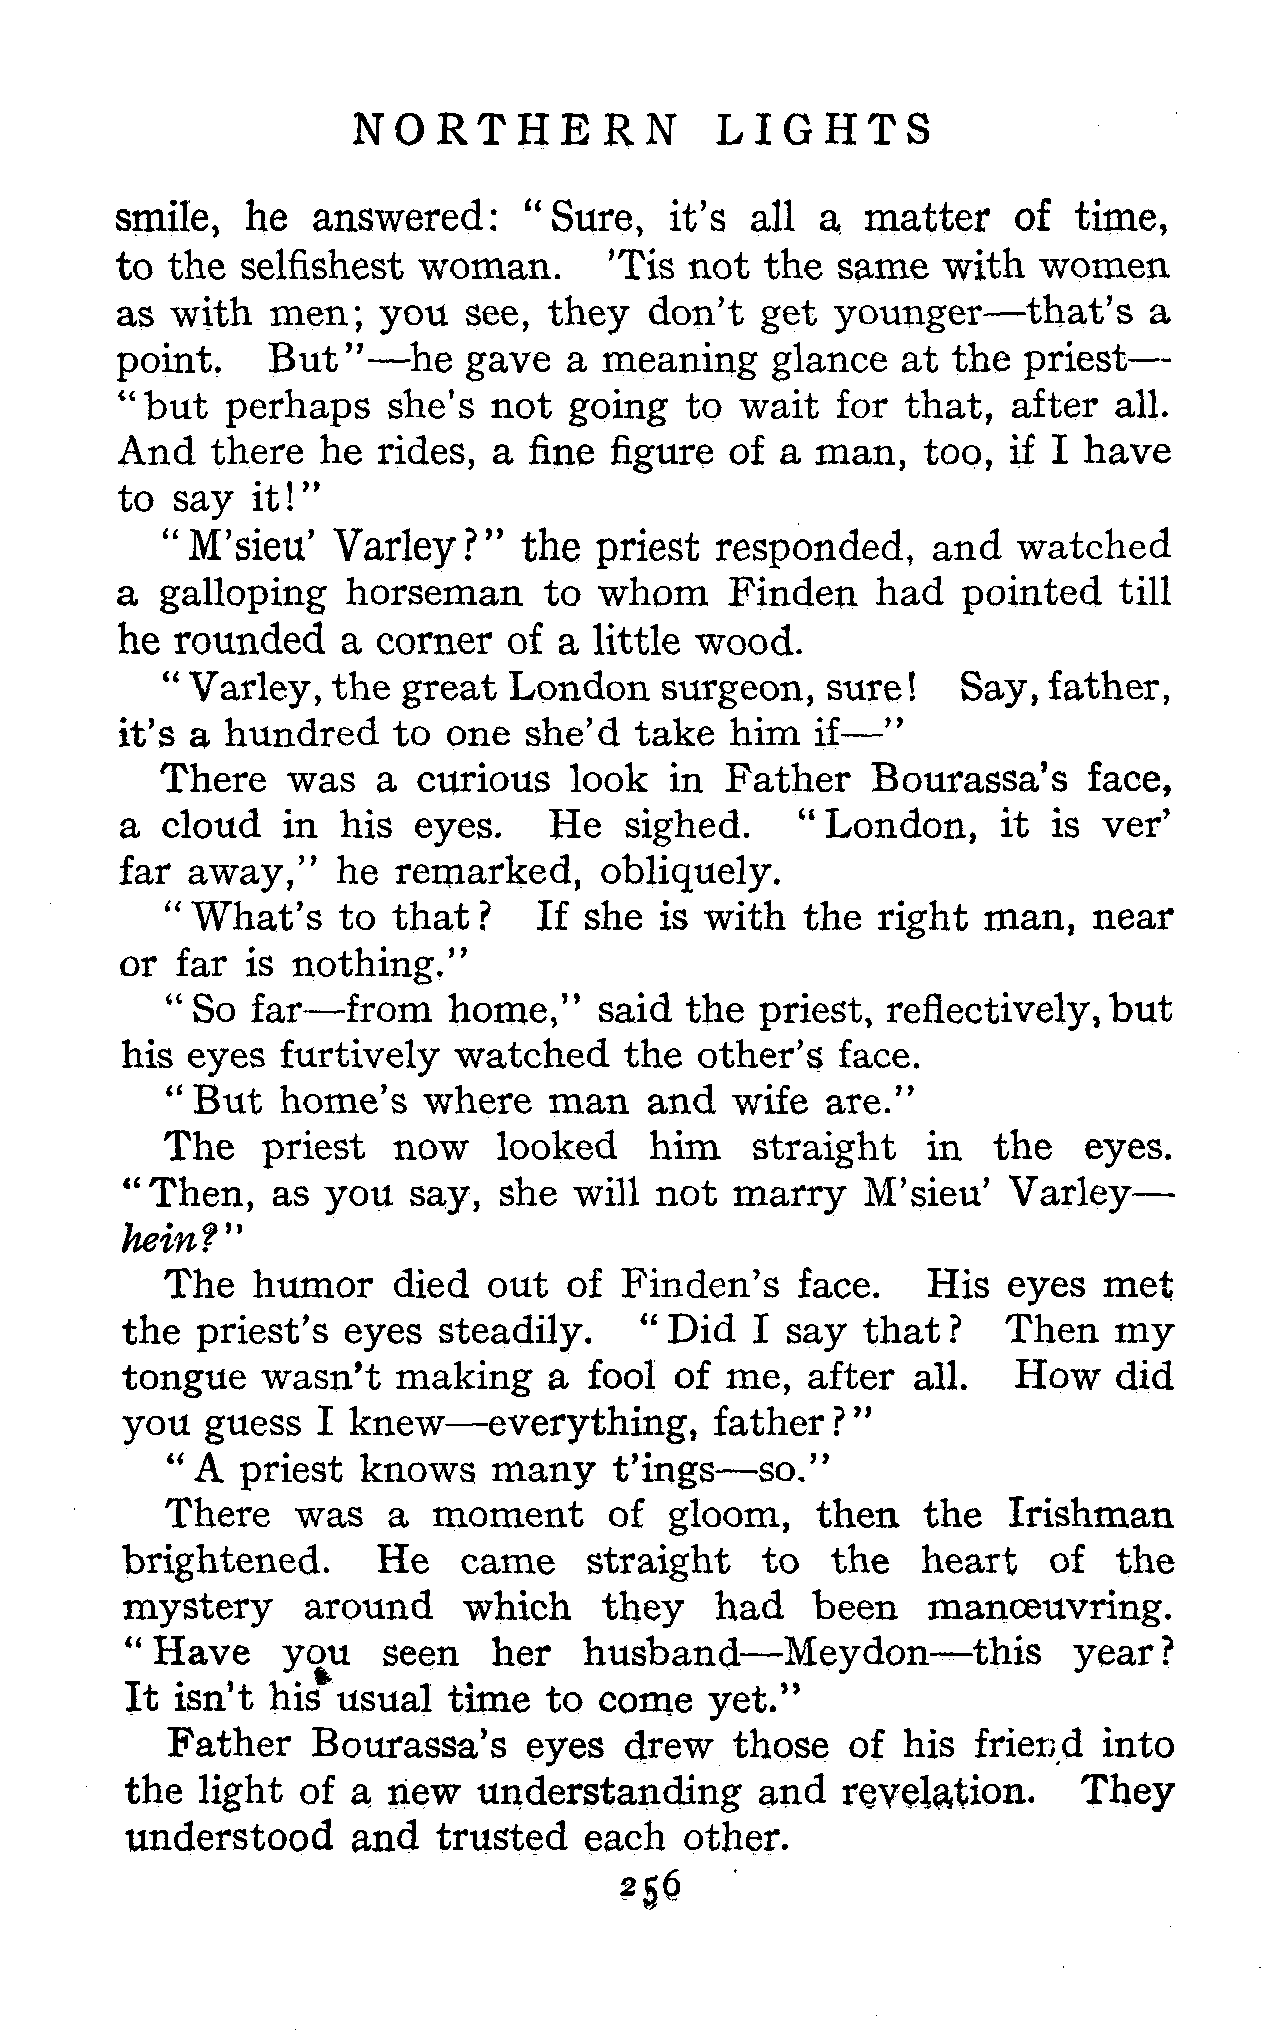 NORTHERN LIGHTS
smile, he answered: "Sure, it's all a matter of time,
to the selfishest woman. 'Tis not the same with women
as with men; you see, they don't get younger—that's a
point. But"—he gave a meaning glance at the priest—
"but perhaps she's not going to wait for that, after all.
And there he rides, a fine figure of a man, too, if I have
to say it!"
"M'sieu' Varley?" the priest responded, and watched
a galloping horseman to whom Finden had pointed till
he rounded a corner of a little wood.
"Varley, the great London surgeon, sure! Say, father,
it's a hundred to one she'd take him if—"
There was a curious look in Father Bourassa's face,
a cloud in his eyes. He sighed. "London, it is ver'
far away," he remarked, obliquely.
"What's to that? If she is with the right man, near
or far is nothing."
"So far—from home," said the priest, reflectively, but
his eyes furtively watched the other's face.
"But home's where man and wife are."
The priest now looked him straight in the eyes.
"Then, as you say, she will not marry M'sieu' Varley—
hein?"
The humor died out of Finden's face. His eyes met
the priest's eyes steadily. "Did I say that? Then my
tongue wasn't making a fool of me, after all. How did
you guess I knew—everything, father?"
"A priest knows many t'ings—so."
There was a moment of gloom, then the Irishman
brightened. He came straight to the heart of the
mystery around which they had been manœuvring.
"Have you seen her husband—Meydon—this year?
It isn't his usual time to come yet."
Father Bourassa's eyes drew those of his friend into
the light of a new understanding and revelation. They
understood and trusted each other.
256